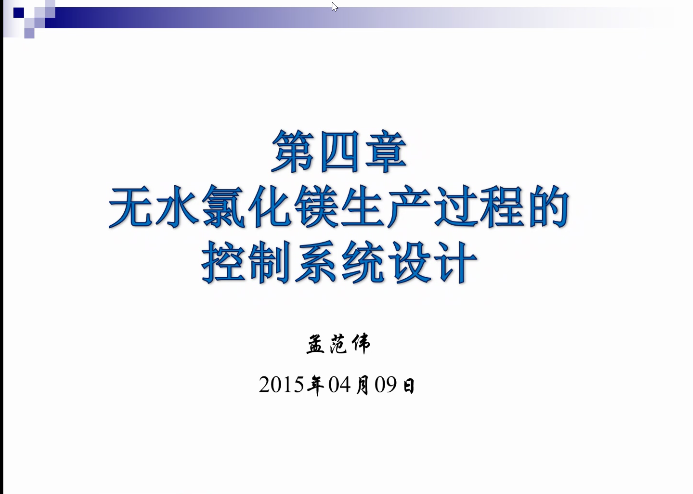 第四章
无水氯化镁生产过程的
控制系统设计
孟范伟
2015年04月09日